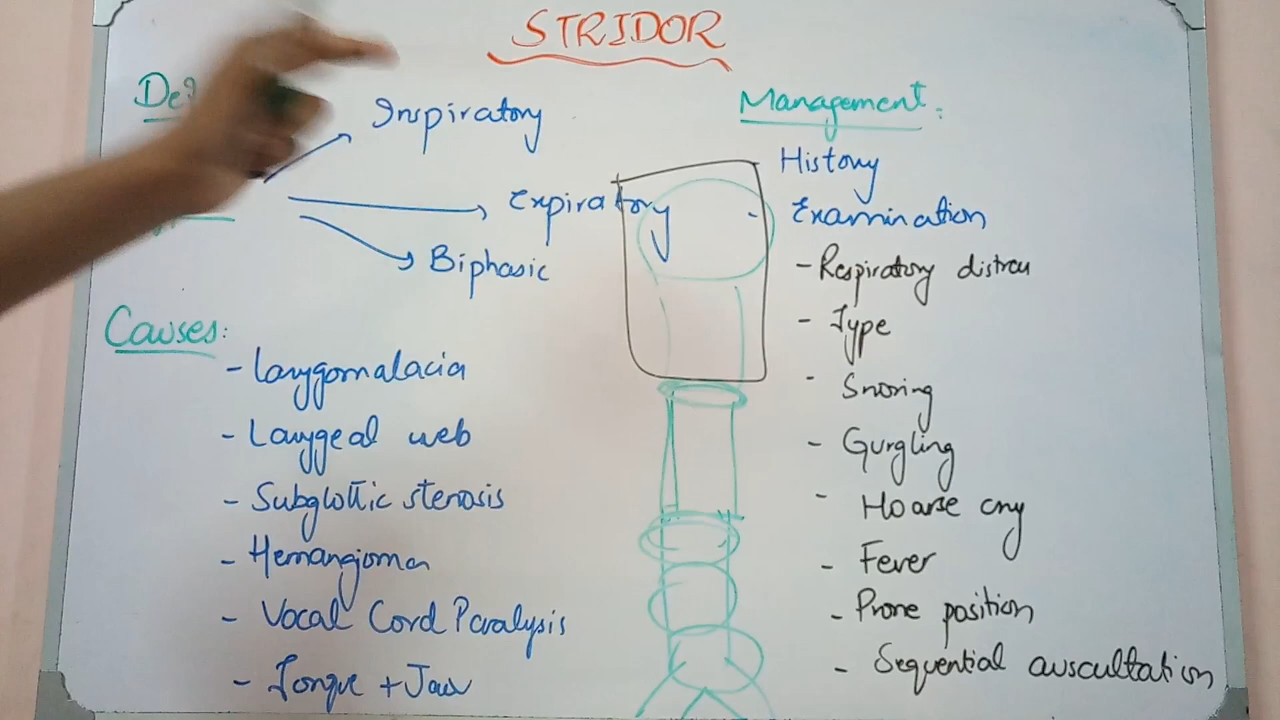 STRIDOR
Inspiratory
Expiratory
Biphasic
Causes:
- Larygomalacia
- Laryngeal web
- Subglottic stenosis
- Hemangioma
- Vocal Cord Paralysis
- Tongue + Jaw
Management:
History
Examination
- Respiratory distress
- Type
- Snoring
- Gurgling
- Hoarse cry
- Fever
- Prone position
- Sequential auscultation